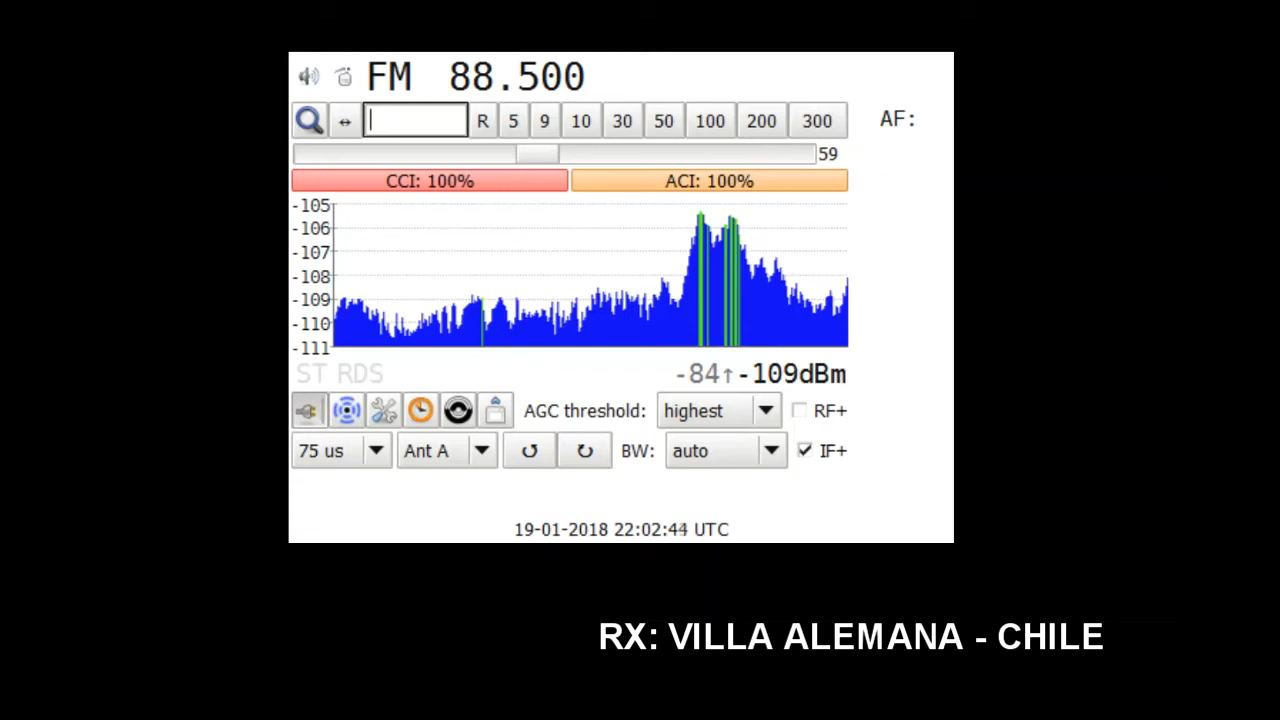 FM 88.500
R 5 9 10 30 50 100 200 300 AF:
59
CCI: 100% ACI: 100%
-105
-106
-107
-108
-109
-110
-111
ST RDS -84↑-109dBm
AGC threshold: highest RF+
75 us Ant A ↺ ↻ BW: auto IF+
19-01-2018 22:02:44 UTC
RX: VILLA ALEMANA - CHILE